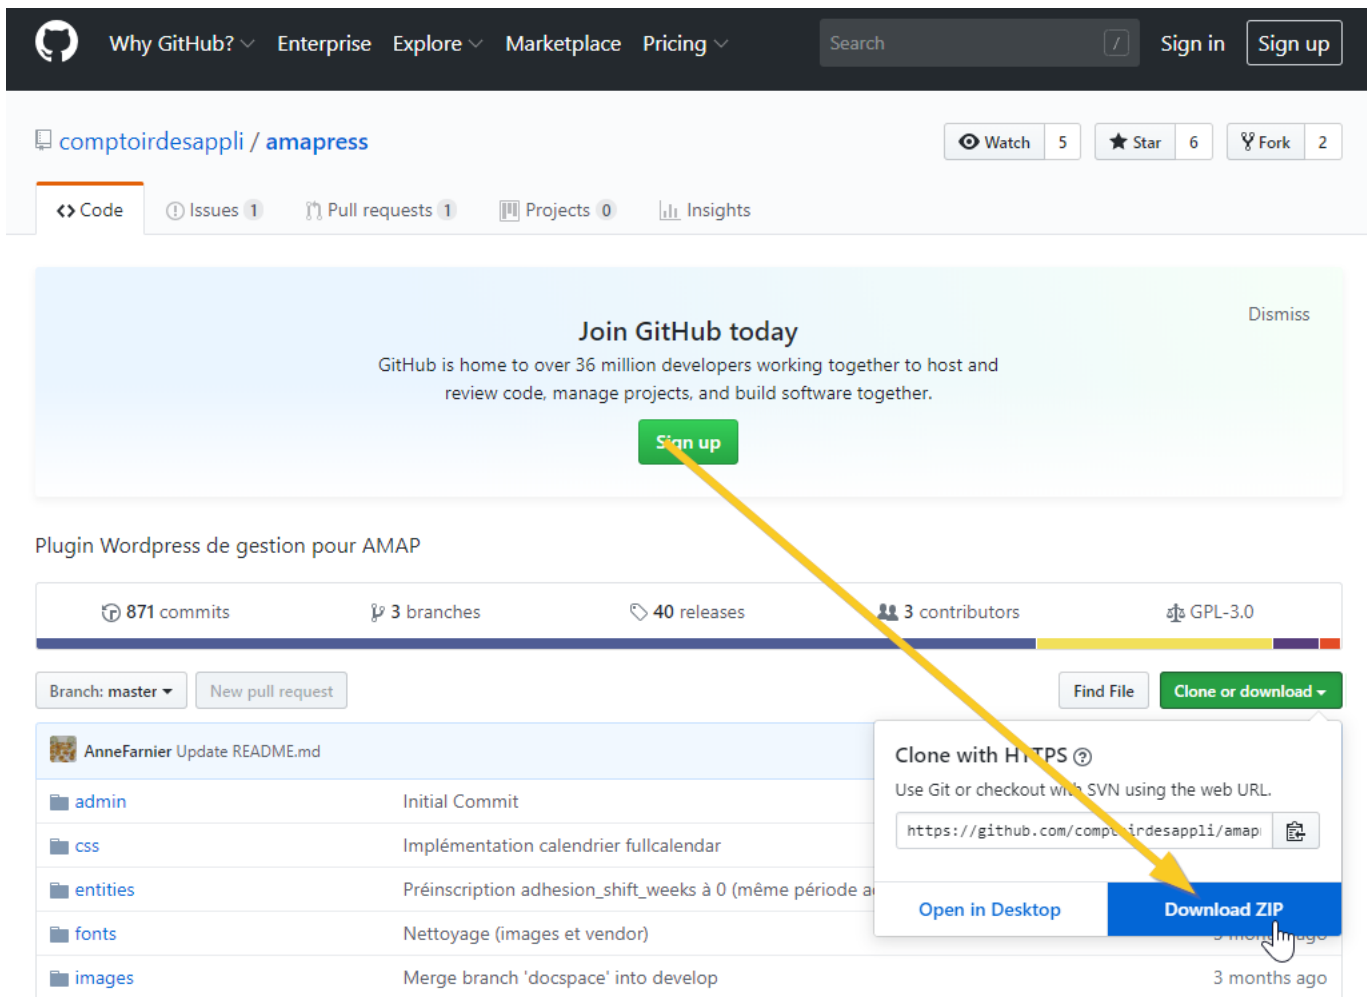 Why GitHub? Enterprise Explore Marketplace Pricing Search / Sign in Sign up
comptoirdesappli / amapress Watch 5 Star 6 Fork 2
Code Issues 1 Pull requests 1 Projects 0 Insights
Dismiss
Join GitHub today
GitHub is home to over 36 million developers working together to host and
review code, manage projects, and build software together.
Sign up
Plugin Wordpress de gestion pour AMAP
871 commits 3 branches 40 releases 3 contributors GPL-3.0
Branch: master New pull request Find File Clone or download
AnneFarnier Update README.md
Clone with HTTPS ?
Use Git or checkout with SVN using the web URL.
https://github.com/comptoirdesappli/amap
Open in Desktop Download ZIP
admin Initial Commit
css Implémentation calendrier fullcalendar
entities Préinscription adhesion_shift_weeks à 0 (même période a
fonts Nettoyage (images et vendor) ago
images Merge branch 'docspace' into develop 3 months ago